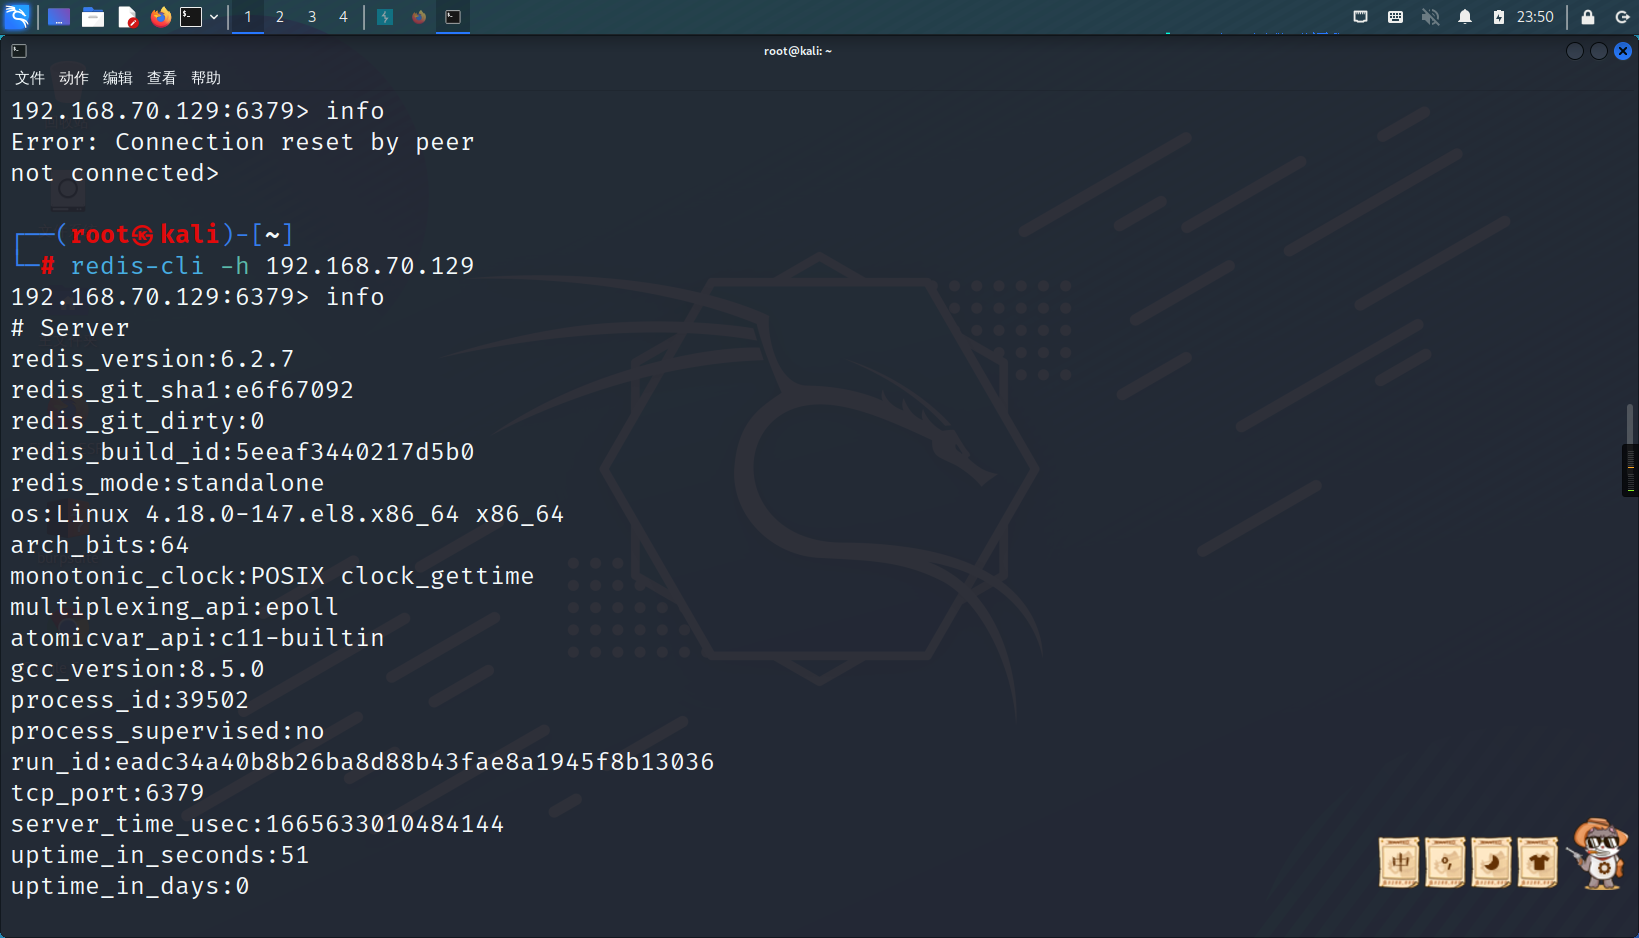 1 2 3 4
23:50
root@kali: ~
文件 动作 编辑 查看 帮助
192.168.70.129:6379> info
Error: Connection reset by peer
not connected>
┌──(root㉿kali)-[~]
└─# redis-cli -h 192.168.70.129
192.168.70.129:6379> info
# Server
redis_version:6.2.7
redis_git_sha1:e6f67092
redis_git_dirty:0
redis_build_id:5eeaf3440217d5b0
redis_mode:standalone
os:Linux 4.18.0-147.el8.x86_64 x86_64
arch_bits:64
monotonic_clock:POSIX clock_gettime
multiplexing_api:epoll
atomicvar_api:c11-builtin
gcc_version:8.5.0
process_id:39502
process_supervised:no
run_id:eadc34a40b8b26ba8d88b43fae8a1945f8b13036
tcp_port:6379
server_time_usec:1665633010484144
uptime_in_seconds:51
uptime_in_days:0
中